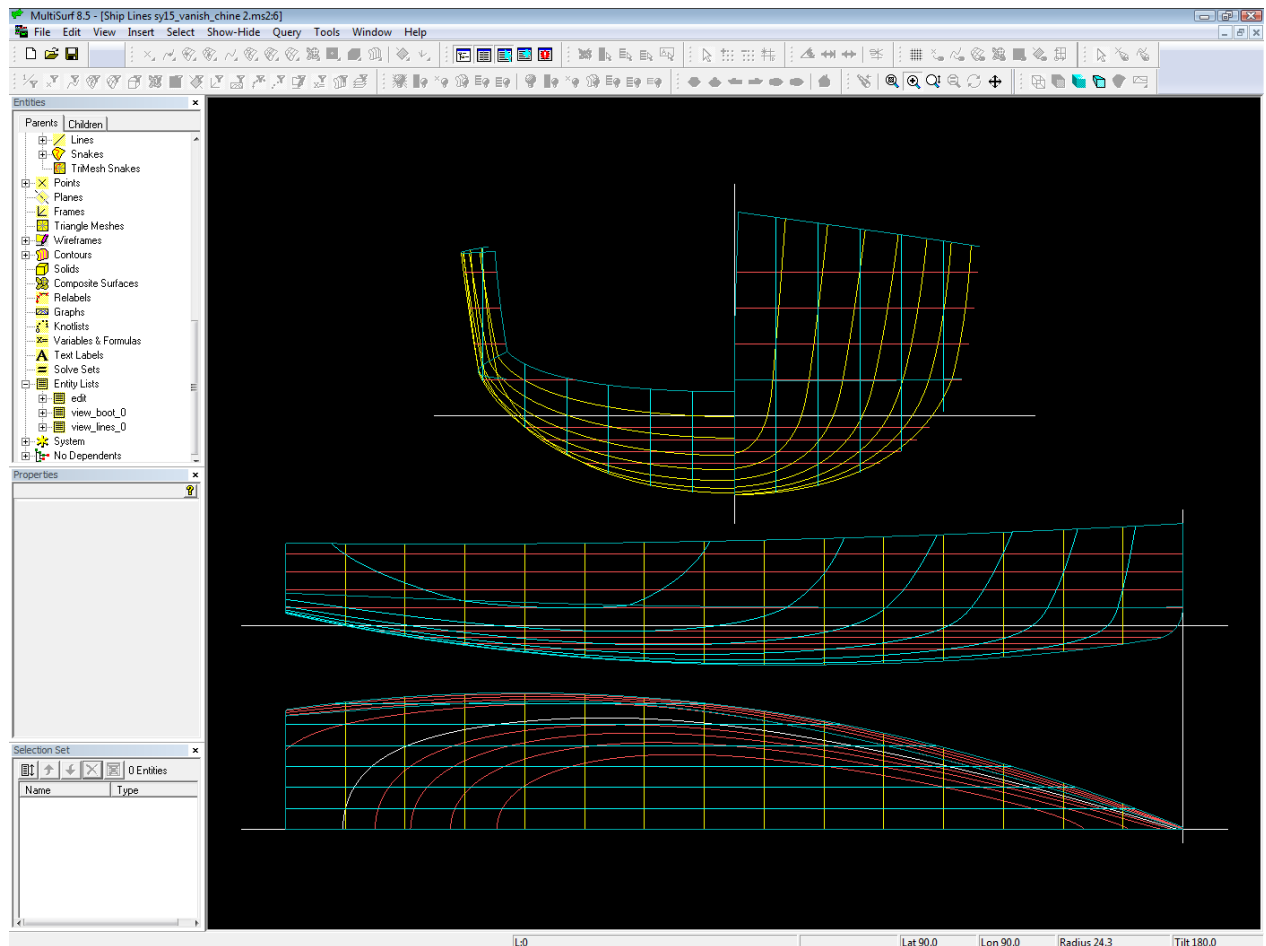 MultiSurf 8.5 - [Ship Lines sy15_vanish_chine 2.ms2:6]
File Edit View Insert Select Show-Hide Query Tools Window Help
Entities
Parents Children
Lines
Snakes
TriMesh Snakes
Points
Planes
Frames
Triangle Meshes
Wireframes
Contours
Solids
Composite Surfaces
Relabels
Graphs
Knotlists
X= Variables & Formulas
A Text Labels
Solve Sets
Entity Lists
edit
view_boot_0
view_lines_0
System
No Dependents
Properties
?
Selection Set
0 Entities
Name Type
L:0 Lat 90.0 Lon 90.0 Radius 24.3 Tilt 180.0